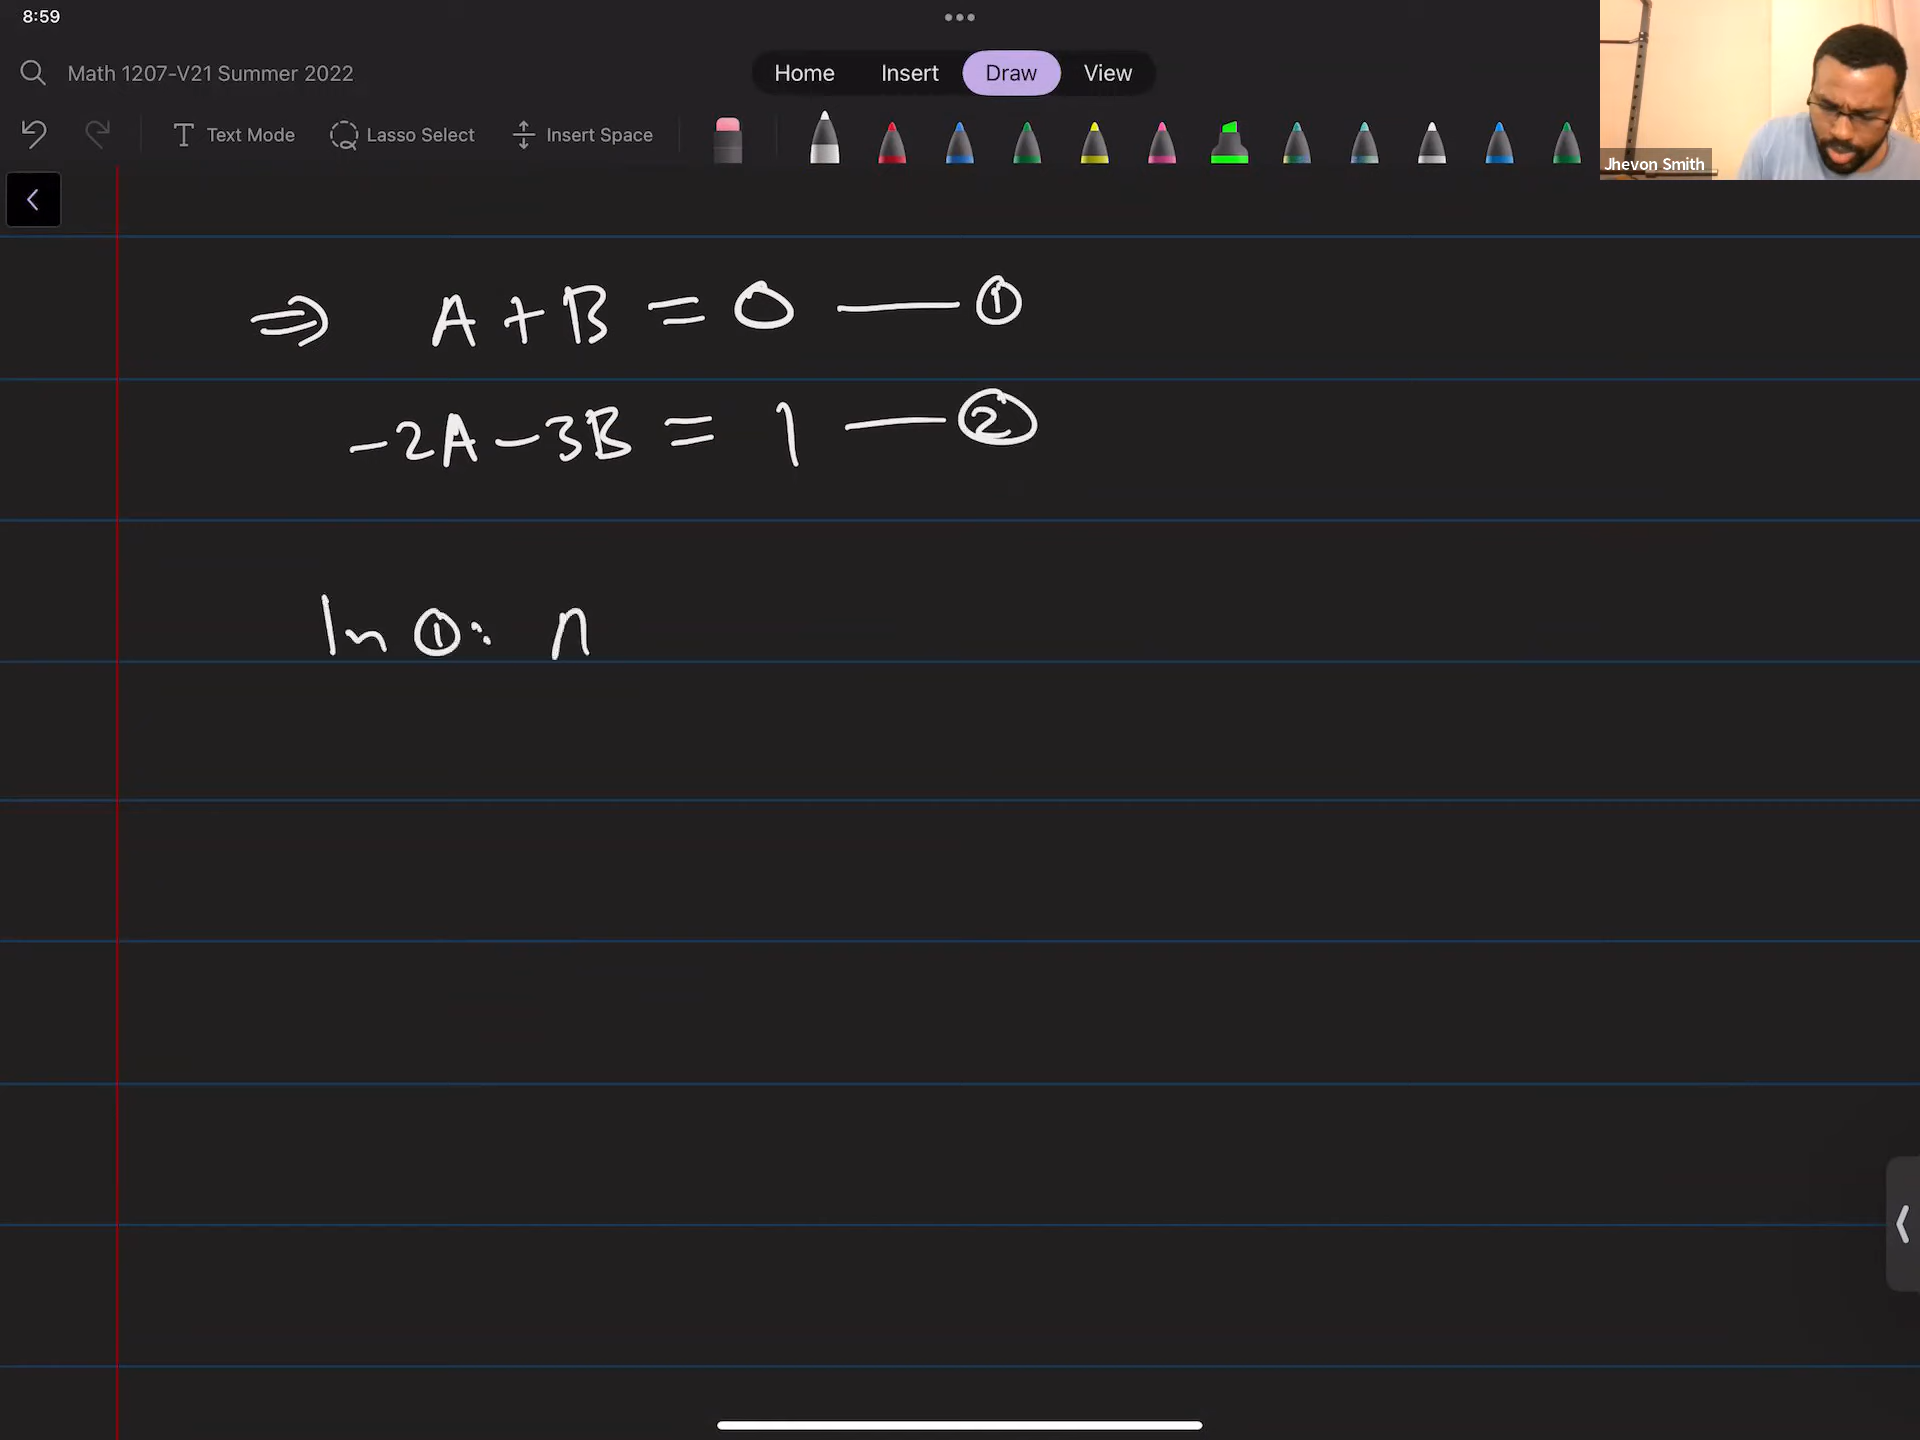 8:59
Math 1207-V21 Summer 2022
Home Insert Draw View
Text Mode Lasso Select Insert Space
Jhevon Smith
⇒ A + B = 0 — ①
-2A - 3B = 1 — ②
In ①: